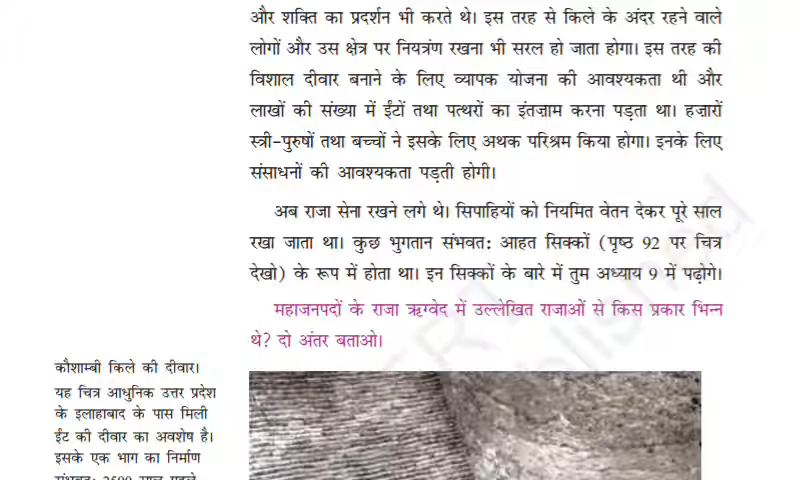 और शक्ति का प्रदर्शन भी करते थे। इस तरह से किले के अंदर रहने वाले
लोगों और उस क्षेत्र पर नियंत्रण रखना भी सरल हो जाता होगा। इस तरह की
विशाल दीवार बनाने के लिए व्यापक योजना की आवश्यकता थी और
लाखों की संख्या में ईंटों तथा पत्थरों का इंतज़ाम करना पड़ता था। हज़ारों
स्त्री-पुरुषों तथा बच्चों ने इसके लिए अथक परिश्रम किया होगा। इनके लिए
संसाधनों की आवश्यकता पड़ती होगी।
अब राजा सेना रखने लगे थे। सिपाहियों को नियमित वेतन देकर पूरे साल
रखा जाता था। कुछ भुगतान संभवत: आहत सिक्कों (पृष्ठ 92 पर चित्र
देखो) के रूप में होता था। इन सिक्कों के बारे में तुम अध्याय 9 में पढ़ोगे।
महाजनपदों के राजा ऋग्वेद में उल्लेखित राजाओं से किस प्रकार भिन्न
थे? दो अंतर बताओ।
कौशाम्बी किले की दीवार।
यह चित्र आधुनिक उत्तर प्रदेश
के इलाहाबाद के पास मिली
ईंट की दीवार का अवशेष है।
इसके एक भाग का निर्माण
संभवत: 2500 साल पहले